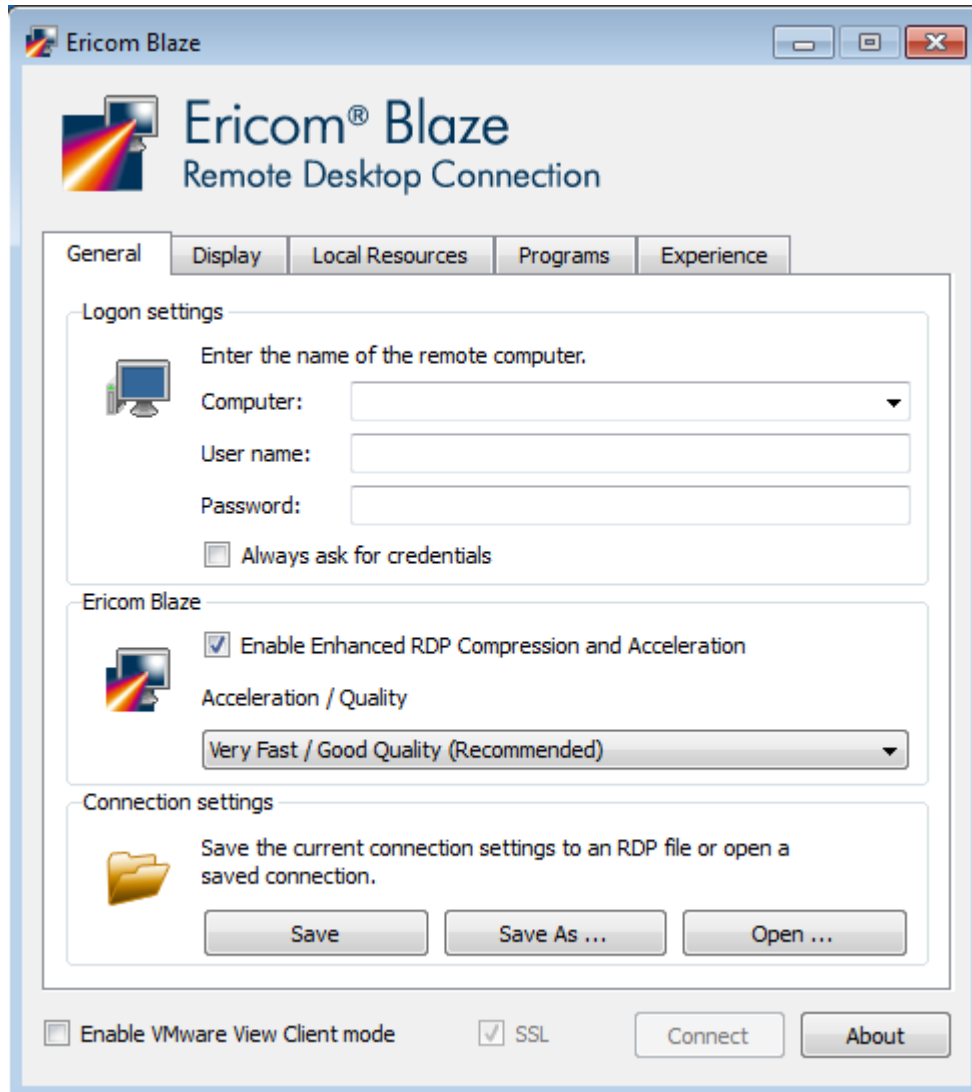 Ericom Blaze
Ericom® Blaze
Remote Desktop Connection
General Display Local Resources Programs Experience
Logon settings
Enter the name of the remote computer.
Computer:
User name:
Password:
Always ask for credentials
Ericom Blaze
Enable Enhanced RDP Compression and Acceleration
Acceleration / Quality
Very Fast / Good Quality (Recommended)
Connection settings
Save the current connection settings to an RDP file or open a
saved connection.
Save Save As ... Open ...
Enable VMware View Client mode SSL Connect About